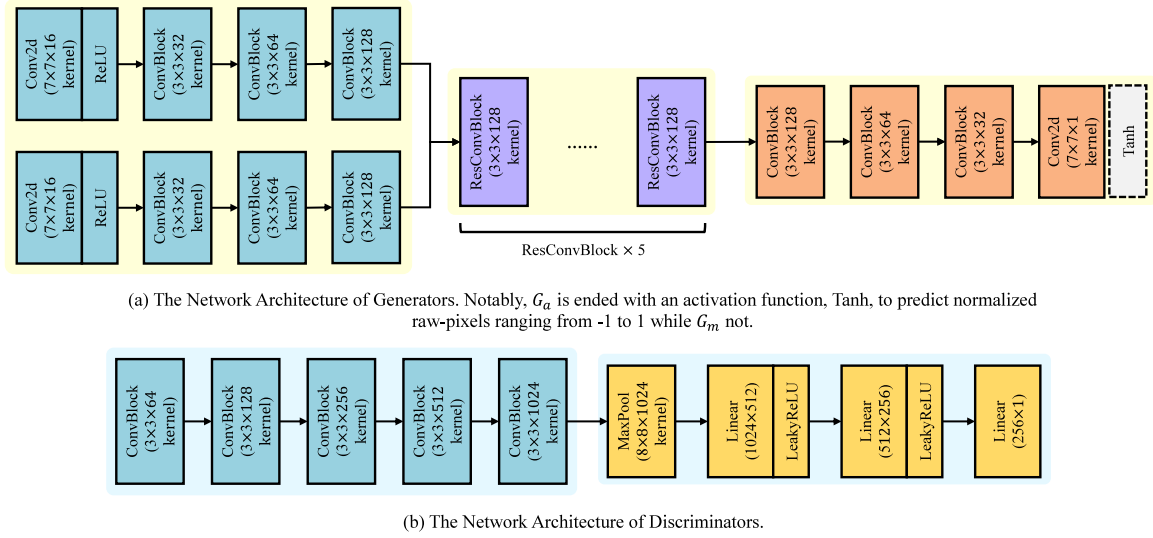 Conv2d
(7×7×16
kernel)
ReLU
ConvBlock
(3×3×32
kernel)
ConvBlock
(3×3×64
kernel)
ConvBlock
(3×3×128
kernel)
Conv2d
(7×7×16
kernel)
ReLU
ConvBlock
(3×3×32
kernel)
ConvBlock
(3×3×64
kernel)
ConvBlock
(3×3×128
kernel)
ResConvBlock
(3×3×128
kernel)
......
ResConvBlock
(3×3×128
kernel)
ResConvBlock × 5
ConvBlock
(3×3×128
kernel)
ConvBlock
(3×3×64
kernel)
ConvBlock
(3×3×32
kernel)
Conv2d
(7×7×1
kernel)
Tanh
(a) The Network Architecture of Generators. Notably, G_a is ended with an activation function, Tanh, to predict normalized
raw-pixels ranging from -1 to 1 while G_m not.
ConvBlock
(3×3×64
kernel)
ConvBlock
(3×3×128
kernel)
ConvBlock
(3×3×256
kernel)
ConvBlock
(3×3×512
kernel)
ConvBlock
(3×3×1024
kernel)
MaxPool
(8×8×1024
kernel)
Linear
(1024×512)
LeakyReLU
Linear
(512×256)
LeakyReLU
Linear
(256×1)
(b) The Network Architecture of Discriminators.